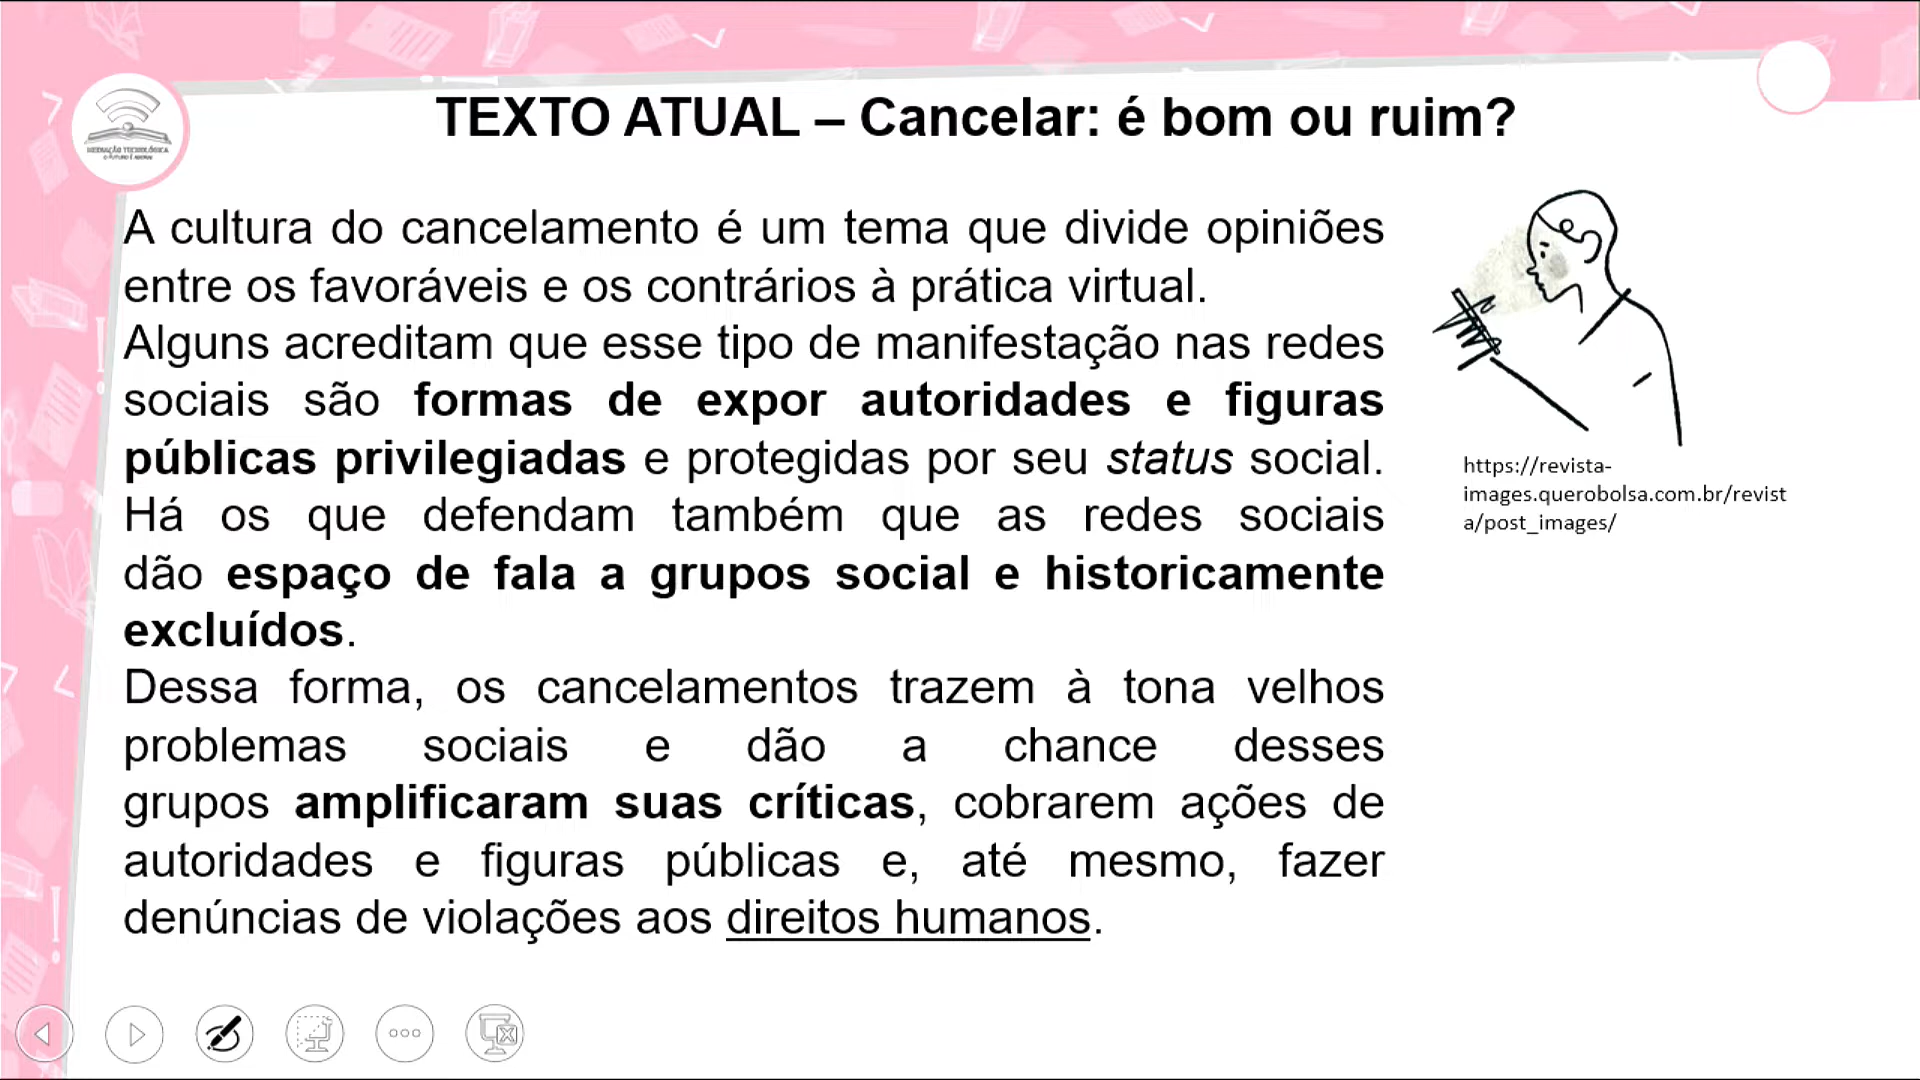 MEDIAÇÃO TECNOLÓGICA
O FUTURO É AGORA!
TEXTO ATUAL – Cancelar: é bom ou ruim?
A cultura do cancelamento é um tema que divide opiniões
entre os favoráveis e os contrários à prática virtual.
Alguns acreditam que esse tipo de manifestação nas redes
sociais são formas de expor autoridades e figuras
públicas privilegiadas e protegidas por seu status social.
Há os que defendam também que as redes sociais
dão espaço de fala a grupos social e historicamente
excluídos.
Dessa forma, os cancelamentos trazem à tona velhos
problemas sociais e dão a chance desses
grupos amplificaram suas críticas, cobrarem ações de
autoridades e figuras públicas e, até mesmo, fazer
denúncias de violações aos direitos humanos.
https://revista-
images.querobolsa.com.br/revist
a/post_images/